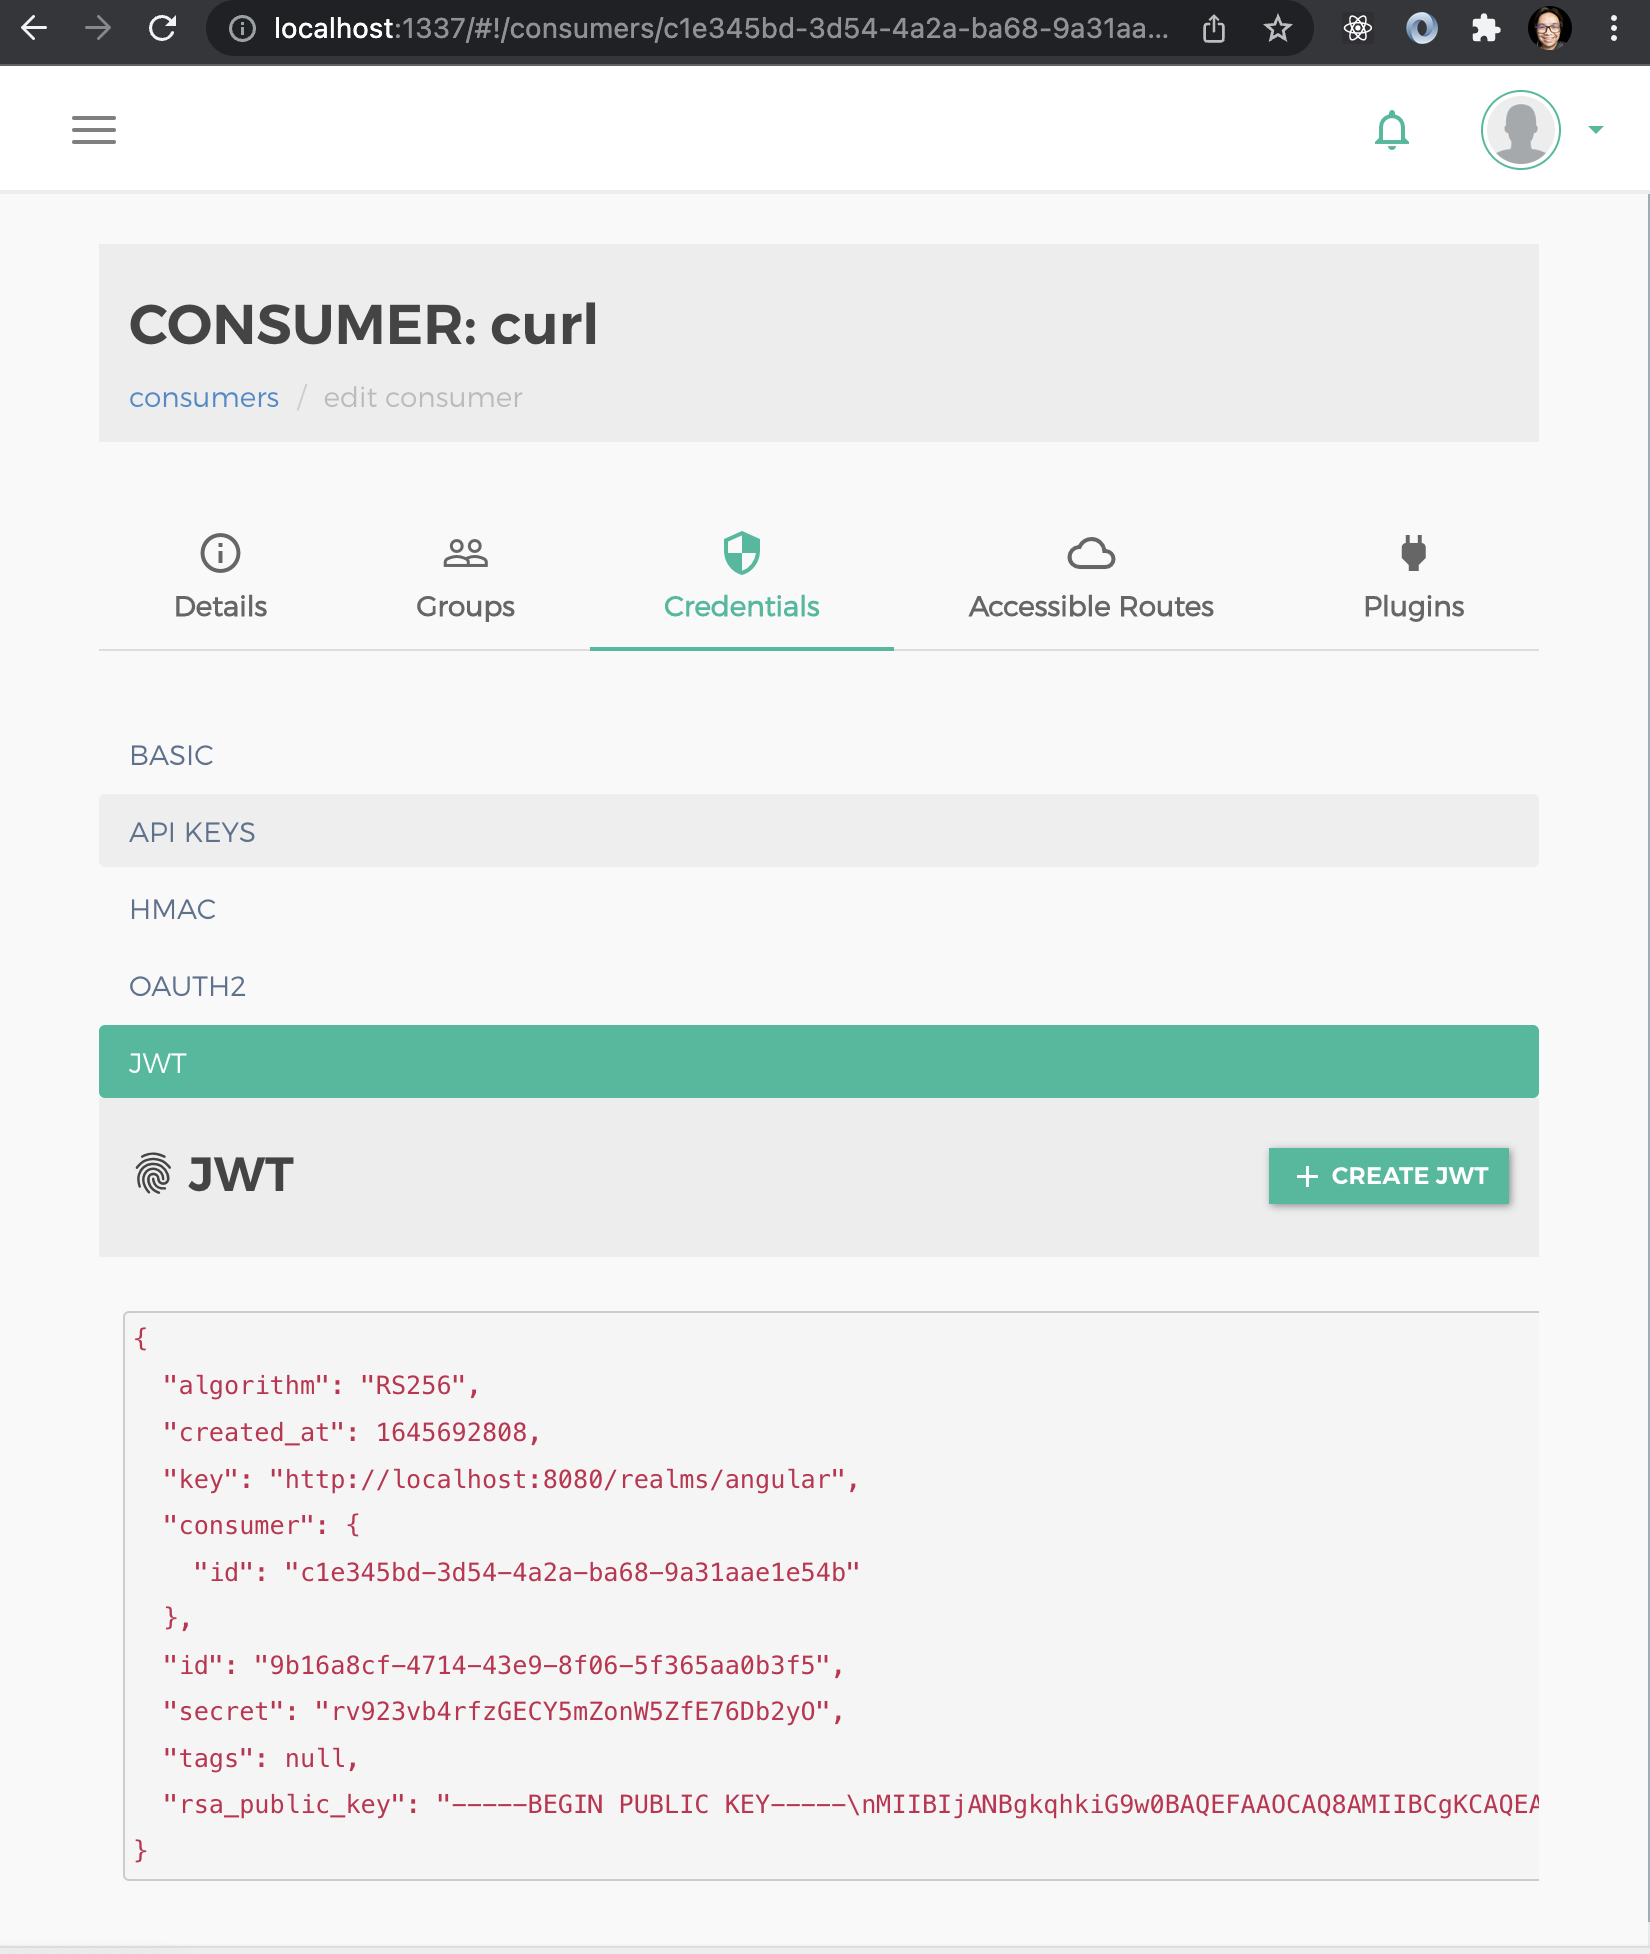 localhost:1337/#!/consumers/c1e345bd-3d54-4a2a-ba68-9a31aa...
CONSUMER: curl
consumers / edit consumer
Details Groups Credentials Accessible Routes Plugins
BASIC
API KEYS
HMAC
OAUTH2
JWT
JWT
+ CREATE JWT
{
  "algorithm": "RS256",
  "created_at": 1645692808,
  "key": "http://localhost:8080/realms/angular",
  "consumer": {
    "id": "c1e345bd-3d54-4a2a-ba68-9a31aae1e54b"
  },
  "id": "9b16a8cf-4714-43e9-8f06-5f365aa0b3f5",
  "secret": "rv923vb4rfzGECY5mZonW5ZfE76Db2yO",
  "tags": null,
  "rsa_public_key": "-----BEGIN PUBLIC KEY-----\nMIIBIjANBgkqhkiG9w0BAQEFAAOCAQ8AMIIBCgKCAQEA
}